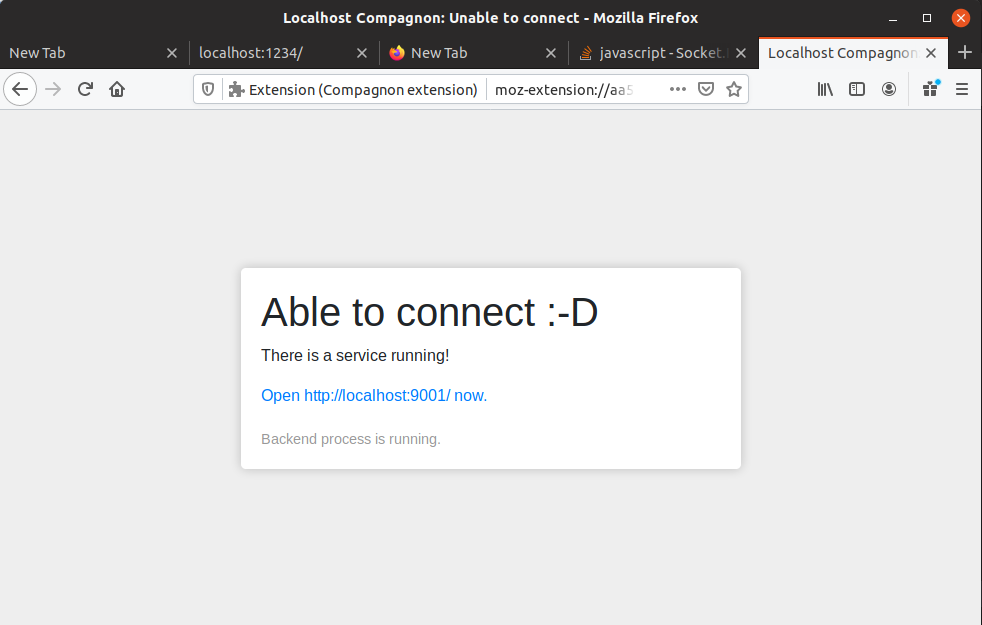 Localhost Compagnon: Unable to connect - Mozilla Firefox
New Tab
localhost:1234/
New Tab
javascript - Socket.
Localhost Compagnon
Extension (Compagnon extension)
moz-extension://aa5
Able to connect :-D
There is a service running!
Open http://localhost:9001/ now.
Backend process is running.